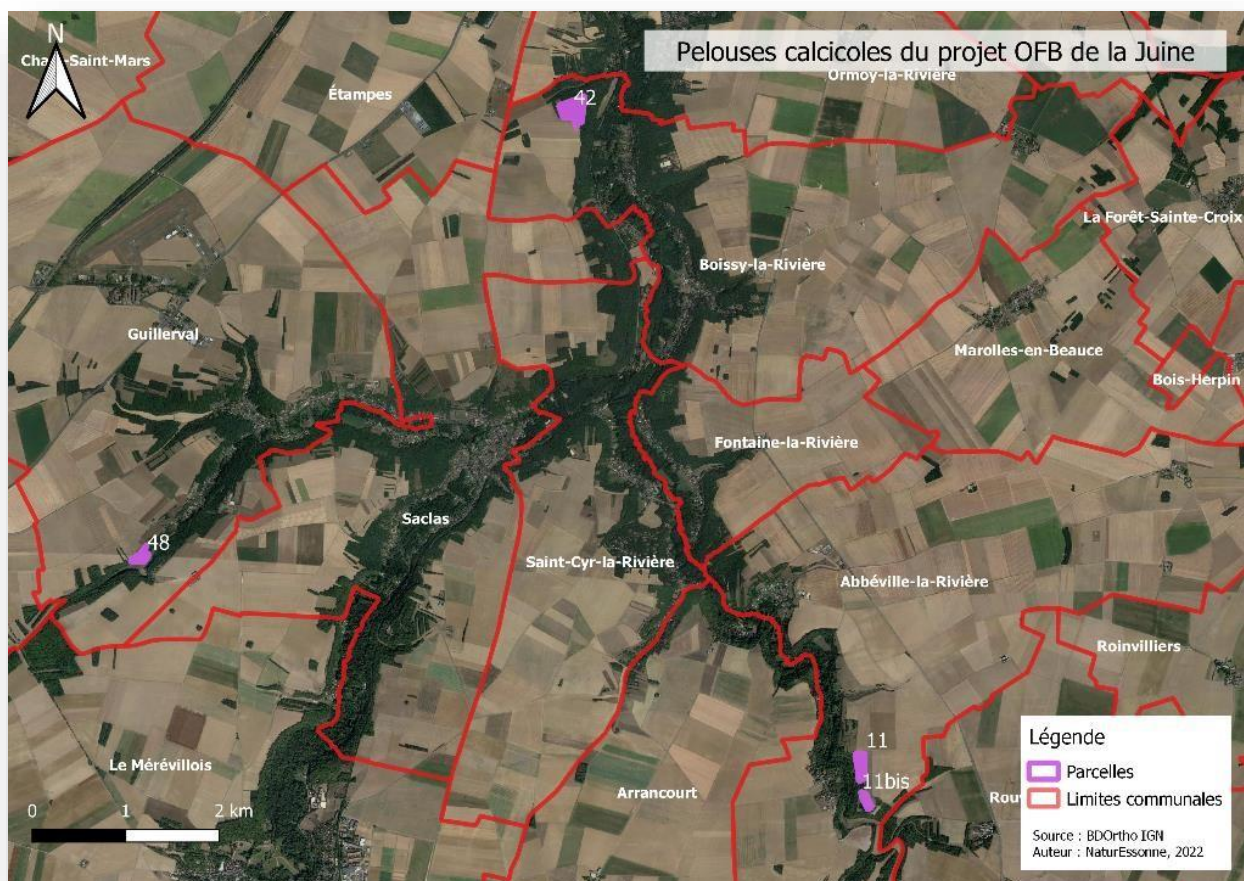 Pelouses calcicoles du projet OFB de la Juine
N
Saint-Mars
Étampes
42
Ormoy-la-Rivière
La Forêt-Sainte-Croix
Boissy-la-Rivière
Guillerval
Marolles-en-Beauce
Bois-Herpin
Fontaine-la-Rivière
Saclas
48
Saint-Cyr-la-Rivière
Abbéville-la-Rivière
Roinvilliers
Le Mérévillois
Arrancourt
11
11bis
0 1 2 km
Légende
Parcelles
Limites communales
Source : BDOrtho IGN
Auteur : NaturEssonne, 2022